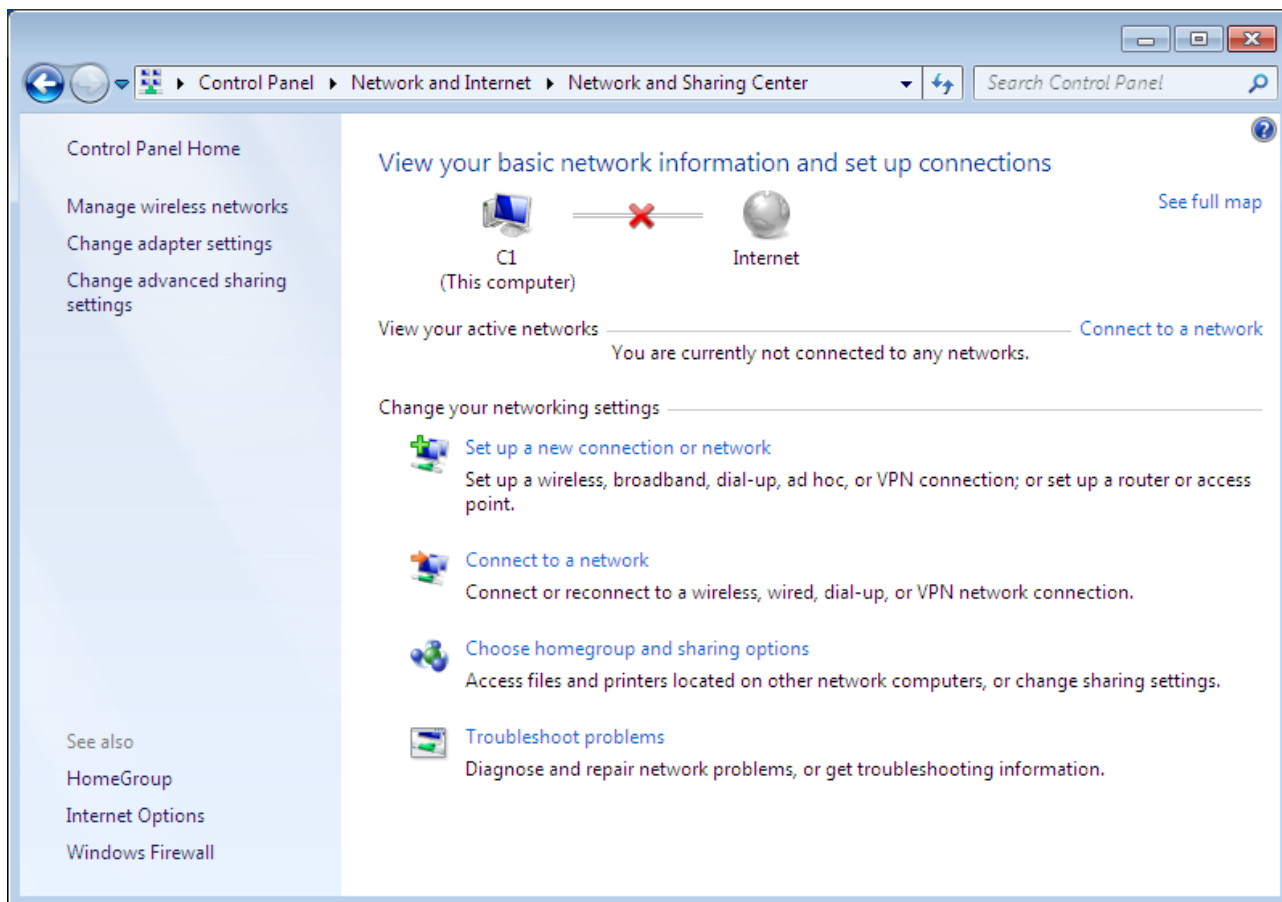 Control Panel Network and Internet Network and Sharing Center Search Control Panel
Control Panel Home
Manage wireless networks
Change adapter settings
Change advanced sharing
settings
See also
HomeGroup
Internet Options
Windows Firewall
View your basic network information and set up connections
See full map
C1
(This computer)
Internet
View your active networks Connect to a network
You are currently not connected to any networks.
Change your networking settings
Set up a new connection or network
Set up a wireless, broadband, dial-up, ad hoc, or VPN connection; or set up a router or access
point.
Connect to a network
Connect or reconnect to a wireless, wired, dial-up, or VPN network connection.
Choose homegroup and sharing options
Access files and printers located on other network computers, or change sharing settings.
Troubleshoot problems
Diagnose and repair network problems, or get troubleshooting information.